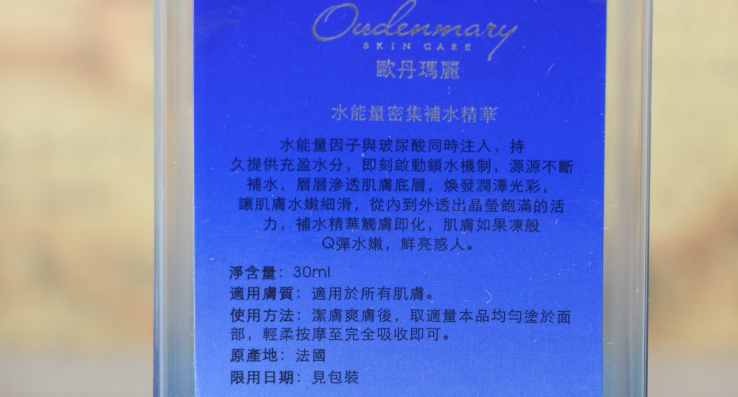 Oudenmary
SKIN CARE
歐丹瑪麗
水能量密集補水精華
水能量因子與玻尿酸同時注入，持
久提供充盈水分，即刻啟動鎖水機制，源源不斷
補水，層層滲透肌膚底層，煥發潤澤光彩，
讓肌膚水嫩細滑，從內到外透出晶瑩飽滿的活
力，補水精華觸膚即化，肌膚如果凍般
Q彈水嫩，鮮亮惑人。
淨含量：30ml
適用膚質：適用於所有肌膚。
使用方法：潔膚爽膚後，取適量本品均勻塗於面
部，輕柔按摩至完全吸收即可。
原產地：法國
限用日期：見包裝